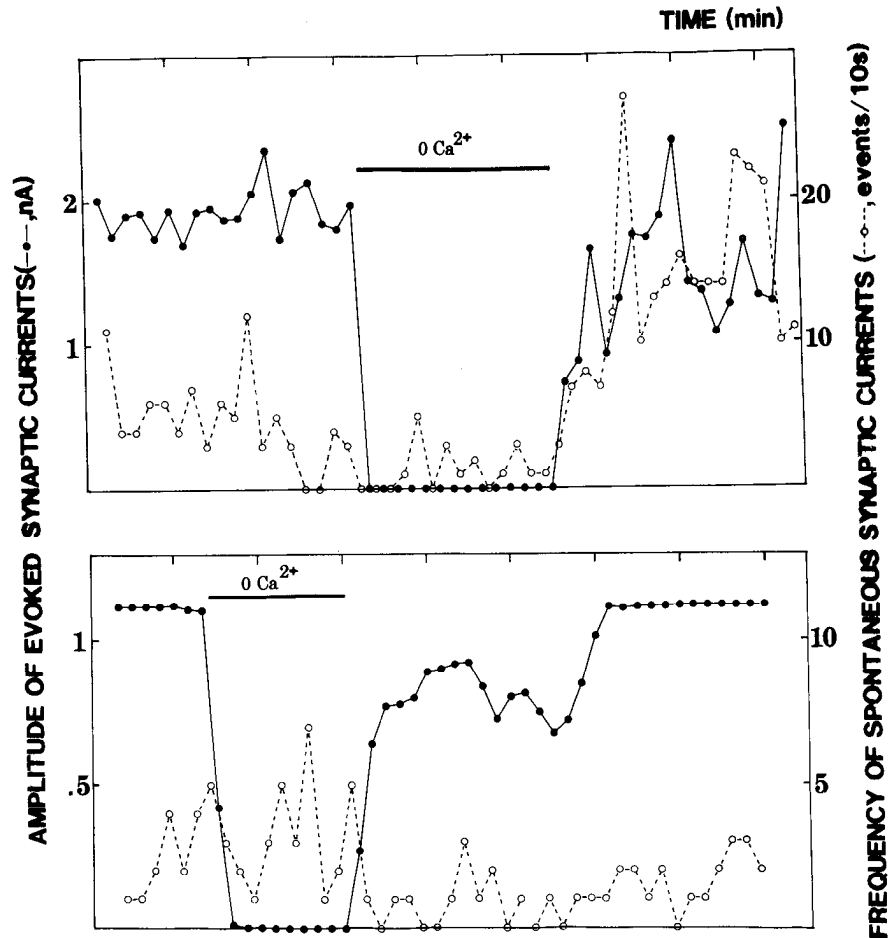 TIME (min)
AMPLITUDE OF EVOKED SYNAPTIC CURRENTS(—•—,nA)
2
1
0 Ca²⁺
20
10
FREQUENCY OF SPONTANEOUS SYNAPTIC CURRENTS (--○--, events/10s)
1
.5
0 Ca²⁺
10
5